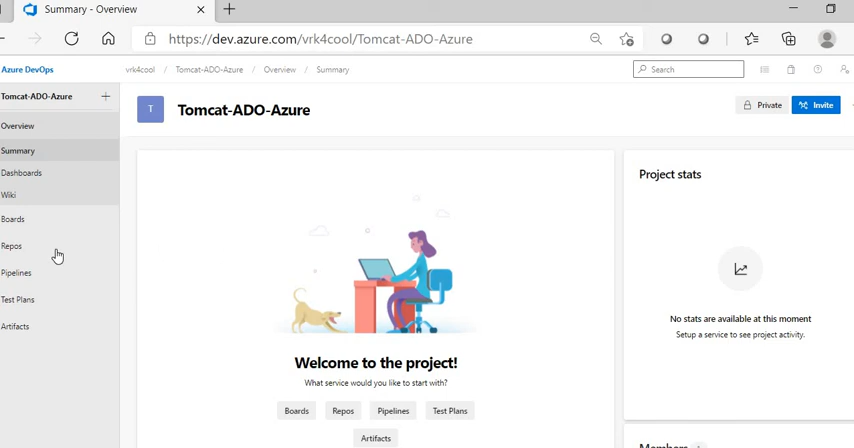 Summary - Overview
https://dev.azure.com/vrk4cool/Tomcat-ADO-Azure
Azure DevOps
vrk4cool / Tomcat-ADO-Azure / Overview / Summary
Search
Tomcat-ADO-Azure
Overview
Summary
Dashboards
Wiki
Boards
Repos
Pipelines
Test Plans
Artifacts
T
Tomcat-ADO-Azure
Private
Invite
Welcome to the project!
What service would you like to start with?
Boards Repos Pipelines Test Plans
Artifacts
Project stats
No stats are available at this moment
Setup a service to see project activity.
Members